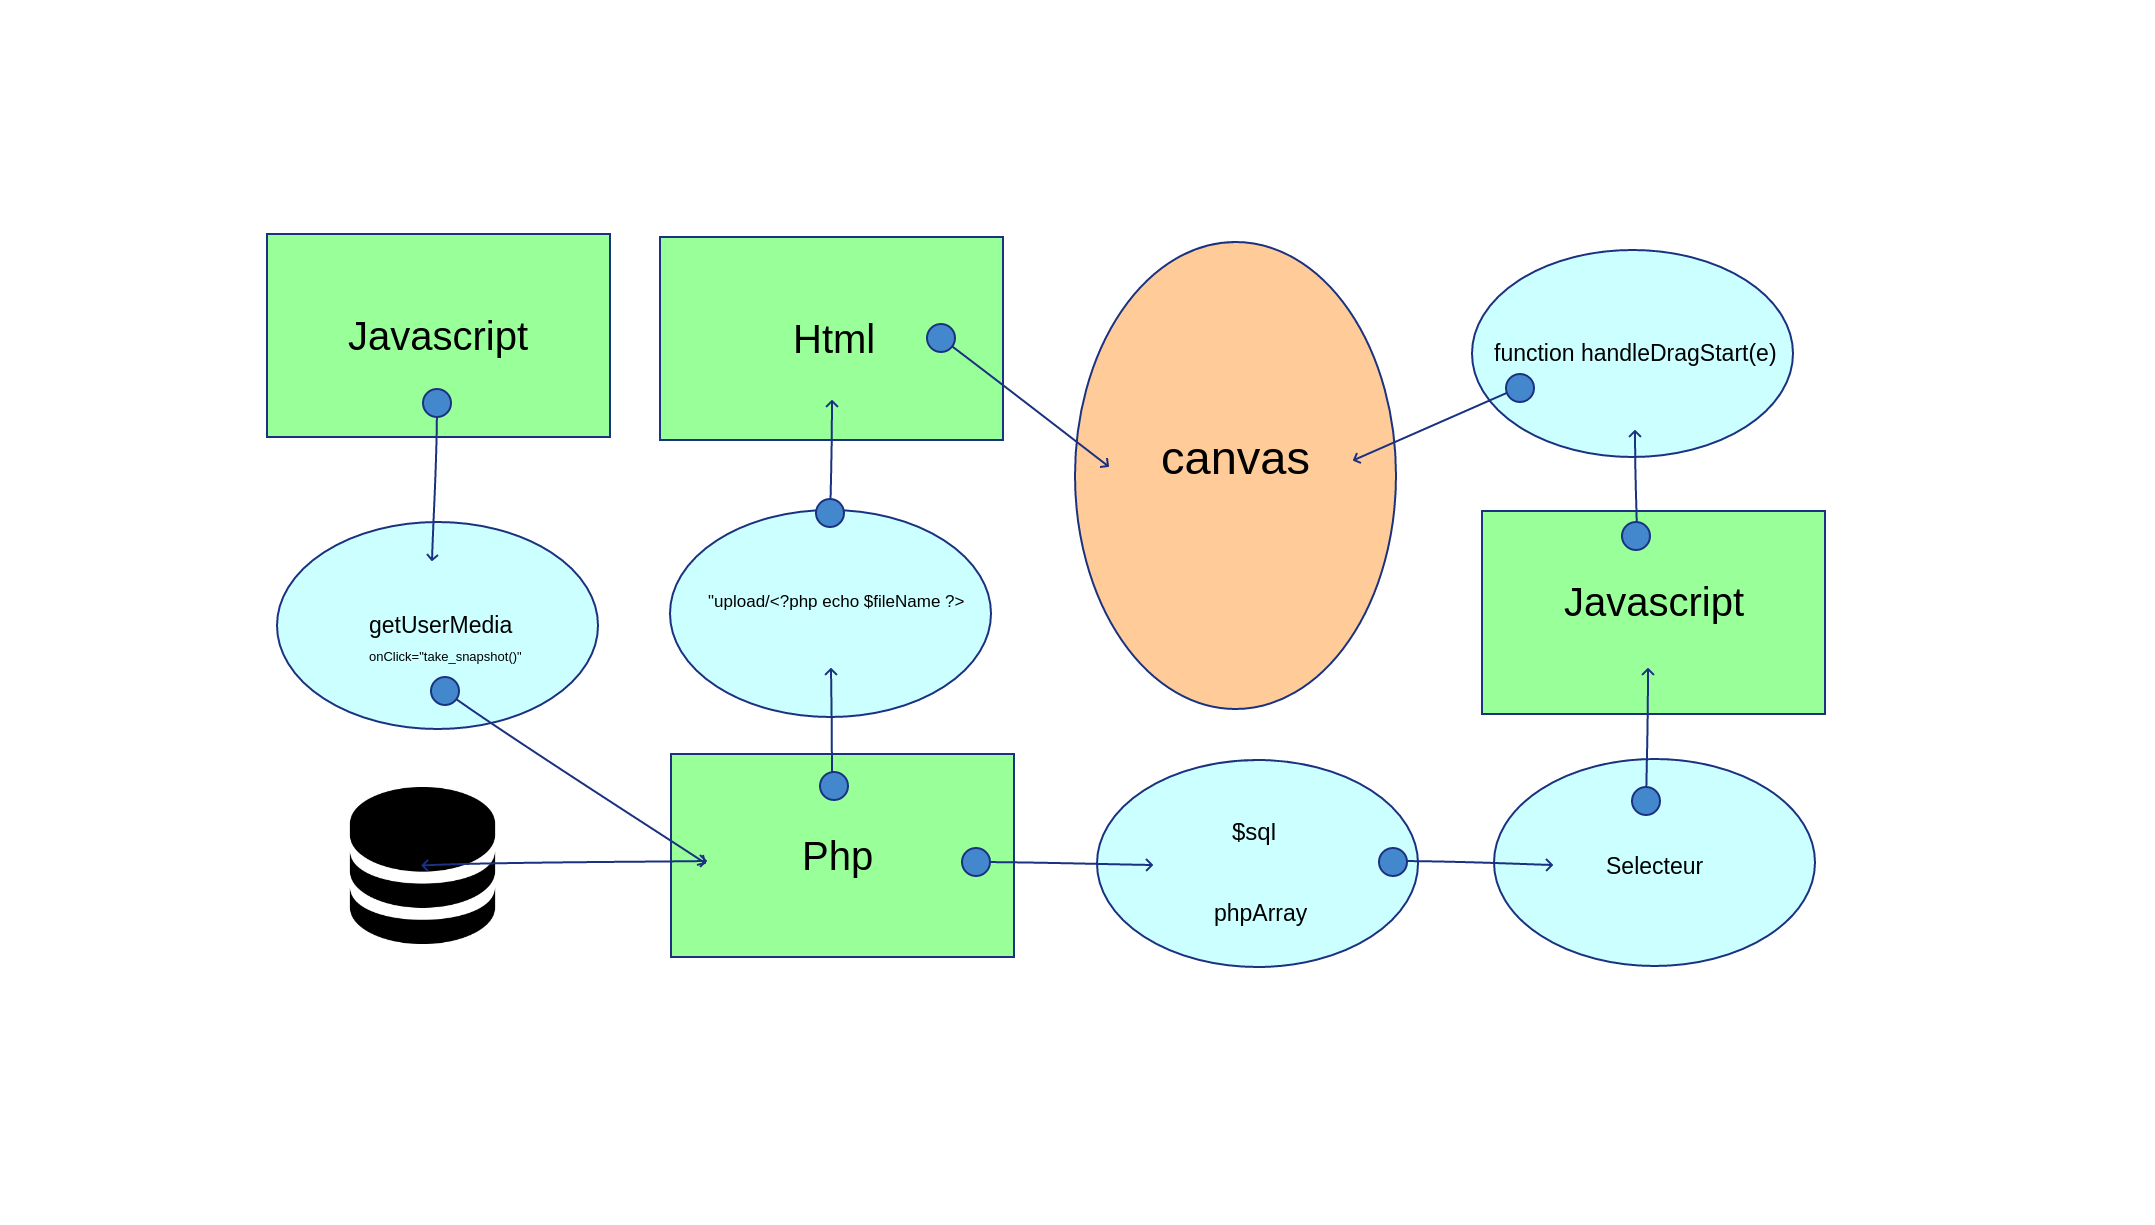 Javascript
Html
canvas
function handleDragStart(e)
getUserMedia
onClick="take_snapshot()"
"upload/<?php echo $fileName ?>
Javascript
Php
$sql
phpArray
Selecteur